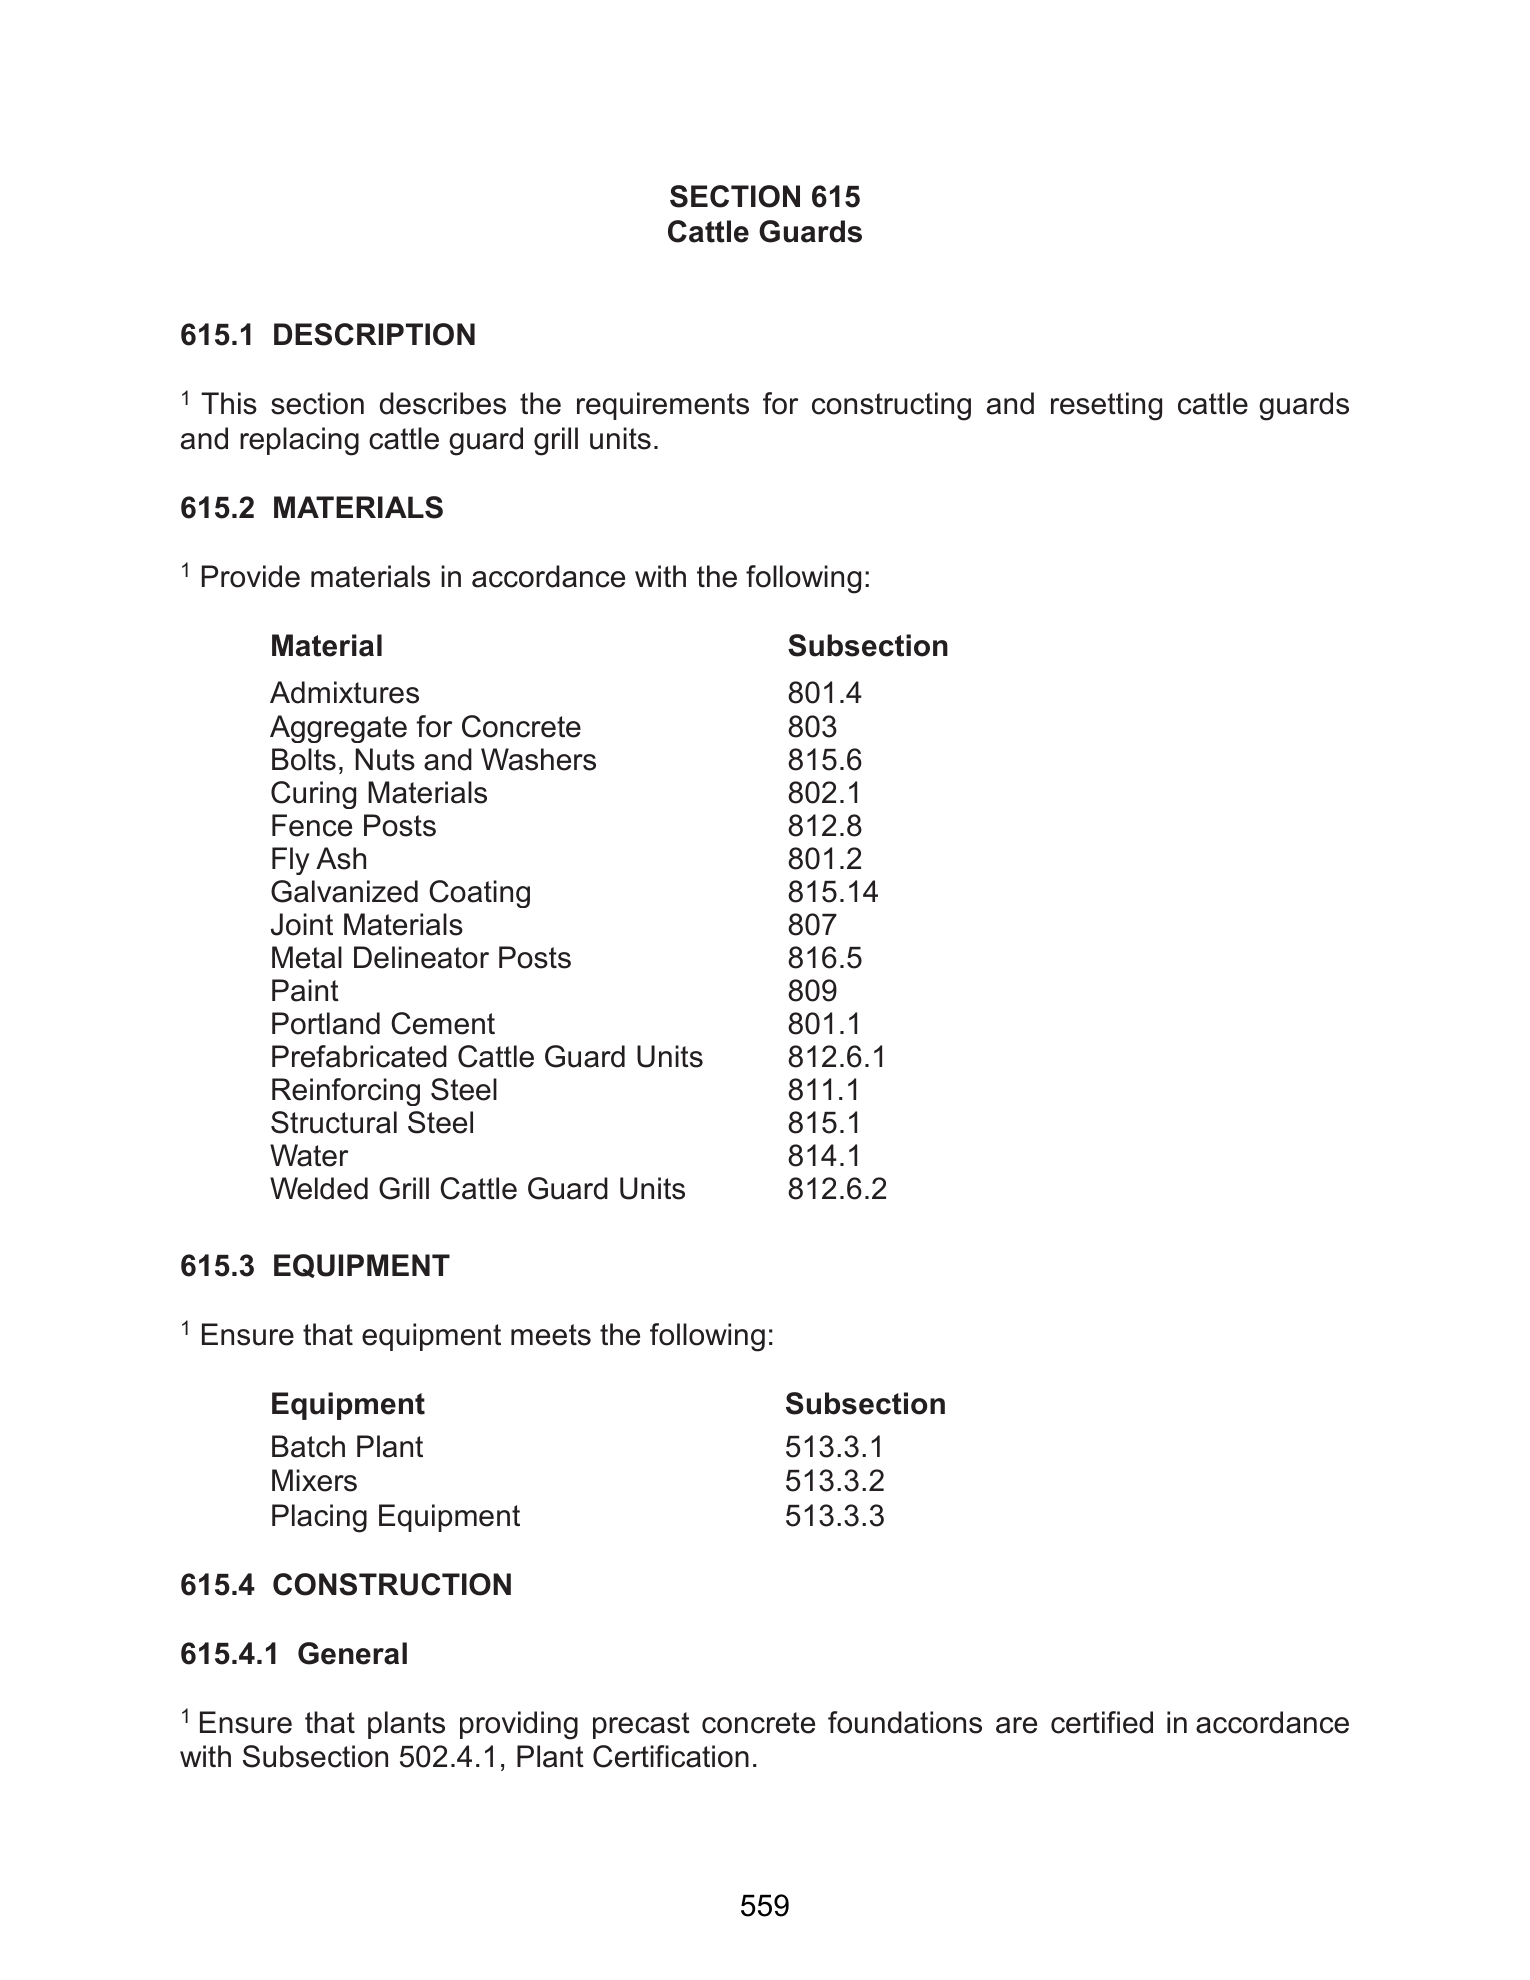 SECTION 615
Cattle Guards
615.1 DESCRIPTION
1 This section describes the requirements for constructing and resetting cattle guards
and replacing cattle guard grill units.
615.2 MATERIALS
1 Provide materials in accordance with the following:
Material Subsection
Admixtures 801.4
Aggregate for Concrete 803
Bolts, Nuts and Washers 815.6
Curing Materials 802.1
Fence Posts 812.8
Fly Ash 801.2
Galvanized Coating 815.14
Joint Materials 807
Metal Delineator Posts 816.5
Paint 809
Portland Cement 801.1
Prefabricated Cattle Guard Units 812.6.1
Reinforcing Steel 811.1
Structural Steel 815.1
Water 814.1
Welded Grill Cattle Guard Units 812.6.2
615.3 EQUIPMENT
1 Ensure that equipment meets the following:
Equipment Subsection
Batch Plant 513.3.1
Mixers 513.3.2
Placing Equipment 513.3.3
615.4 CONSTRUCTION
615.4.1 General
1 Ensure that plants providing precast concrete foundations are certified in accordance
with Subsection 502.4.1, Plant Certification.
559